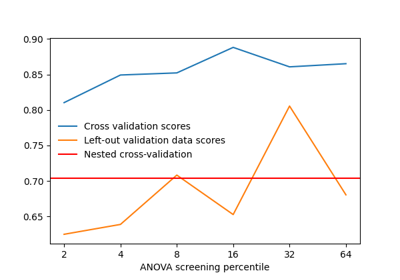 0.90
0.85
0.80
0.75
0.70
0.65
Cross validation scores
Left-out validation data scores
Nested cross-validation
2 4 8 16 32 64
ANOVA screening percentile